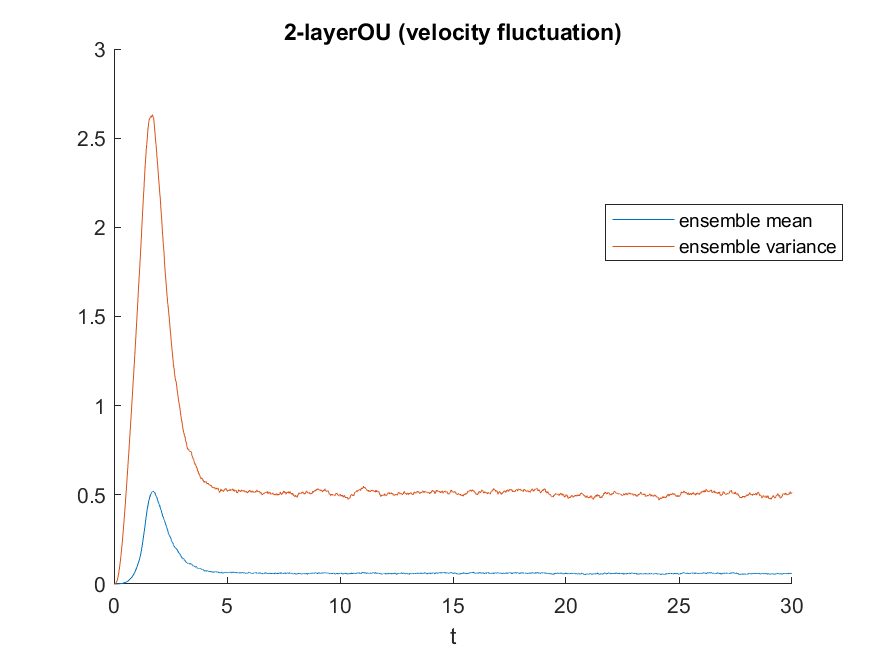 2-layerOU (velocity fluctuation)
3
2.5
2
1.5
1
0.5
0
ensemble mean
ensemble variance
0 5 10 15 20 25 30
t